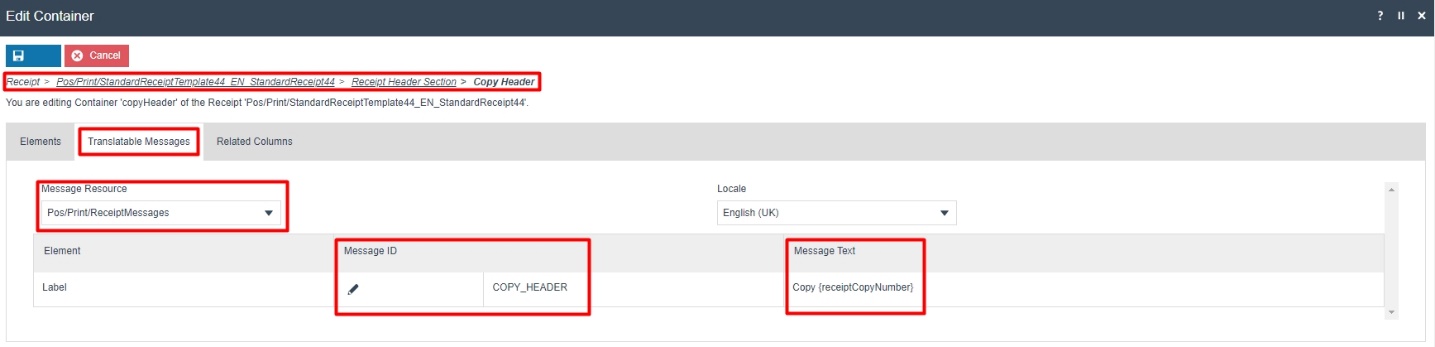 Edit Container
? II ×
Cancel
Receipt > Pos/Print/StandardReceiptTemplate44_EN_StandardReceipt44 > Receipt Header Section > Copy Header
You are editing Container 'copyHeader' of the Receipt 'Pos/Print/StandardReceiptTemplate44_EN_StandardReceipt44'.
Elements Translatable Messages Related Columns
Message Resource Locale
Pos/Print/ReceiptMessages English (UK)
Element Message ID Message Text
Label COPY_HEADER Copy {receiptCopyNumber}